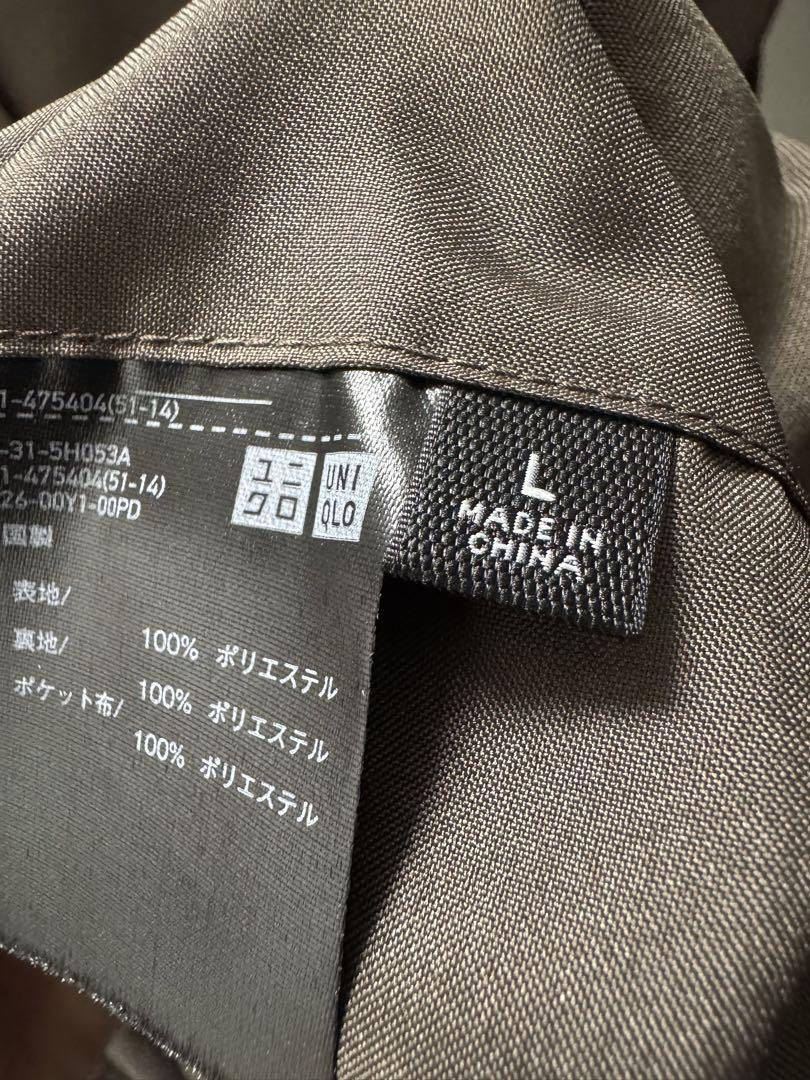 1-475404(51-14)
-31-5H053A
1-475404(51-14)
26-00Y1-00PD
ユニ
クロ
UNI
QLO
L
MADE IN
CHINA
表地/
100% ポリエステル
裏地/
100% ポリエステル
ポケット布/
100% ポリエステル